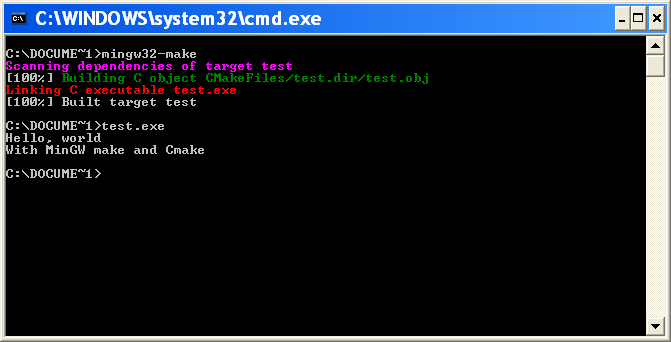 C:\WINDOWS\system32\cmd.exe
C:\DOCUME~1>mingw32-make
Scanning dependencies of target test
[100%] Building C object CMakeFiles/test.dir/test.obj
Linking C executable test.exe
[100%] Built target test
C:\DOCUME~1>test.exe
Hello, world
With MinGW make and Cmake
C:\DOCUME~1>